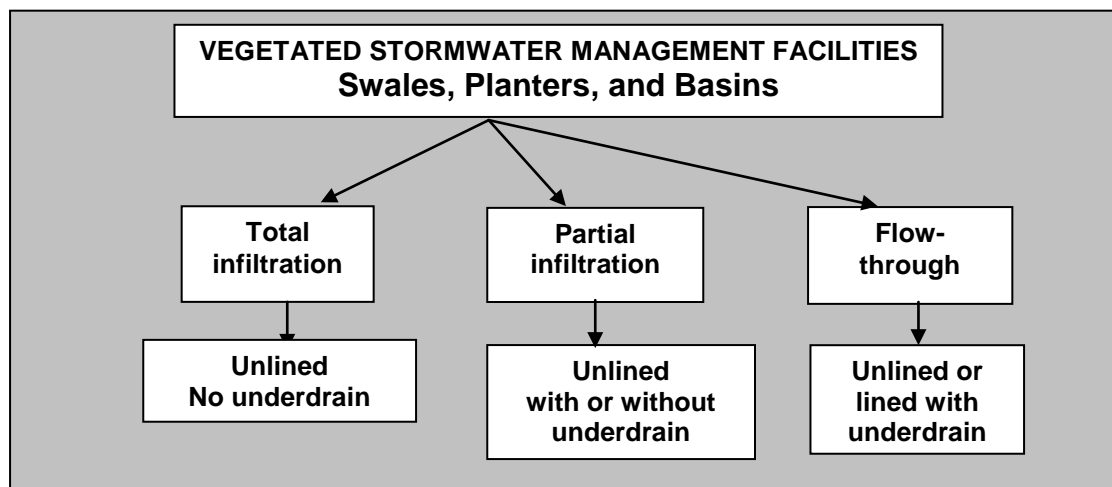 VEGETATED STORMWATER MANAGEMENT FACILITIES
Swales, Planters, and Basins
Total
infiltration
Partial
infiltration
Flow-
through
Unlined
No underdrain
Unlined
with or without
underdrain
Unlined or
lined with
underdrain